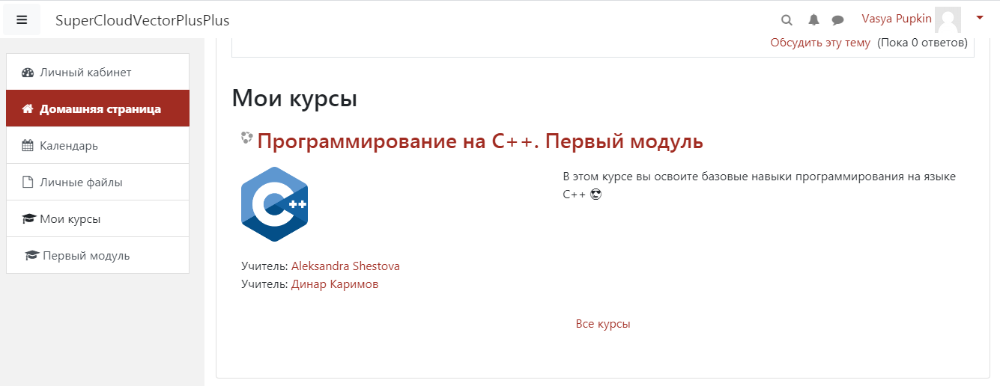 SuperCloudVectorPlusPlus
Vasya Pupkin
Обсудить эту тему (Пока 0 ответов)
Личный кабинет
Домашняя страница
Календарь
Личные файлы
Мои курсы
Первый модуль
Мои курсы
Программирование на C++. Первый модуль
C++
В этом курсе вы освоите базовые навыки программирования на языке
C++ 😎
Учитель: Aleksandra Shestova
Учитель: Динар Каримов
Все курсы